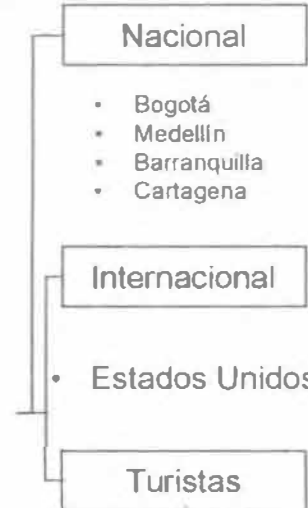 Nacional
• Bogotá
• Medellín
• Barranquilla
• Cartagena
Internacional
• Estados Unidos
Turistas